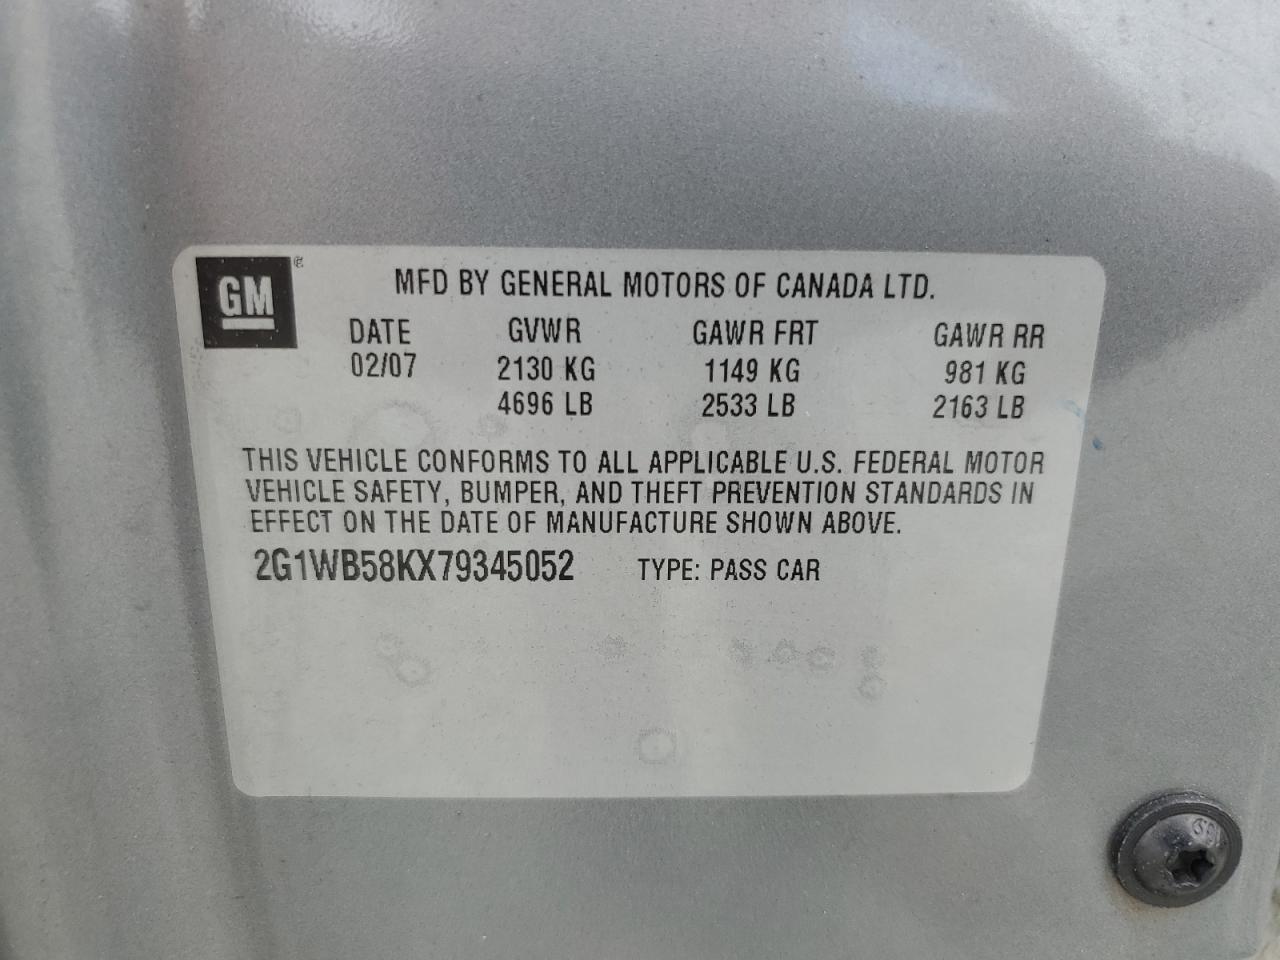 GM
MFD BY GENERAL MOTORS OF CANADA LTD.
DATE GVWR GAWR FRT GAWR RR
02/07 2130 KG 1149 KG 981 KG
4696 LB 2533 LB 2163 LB
THIS VEHICLE CONFORMS TO ALL APPLICABLE U.S. FEDERAL MOTOR
VEHICLE SAFETY, BUMPER, AND THEFT PREVENTION STANDARDS IN
EFFECT ON THE DATE OF MANUFACTURE SHOWN ABOVE.
2G1WB58KX79345052 TYPE: PASS CAR